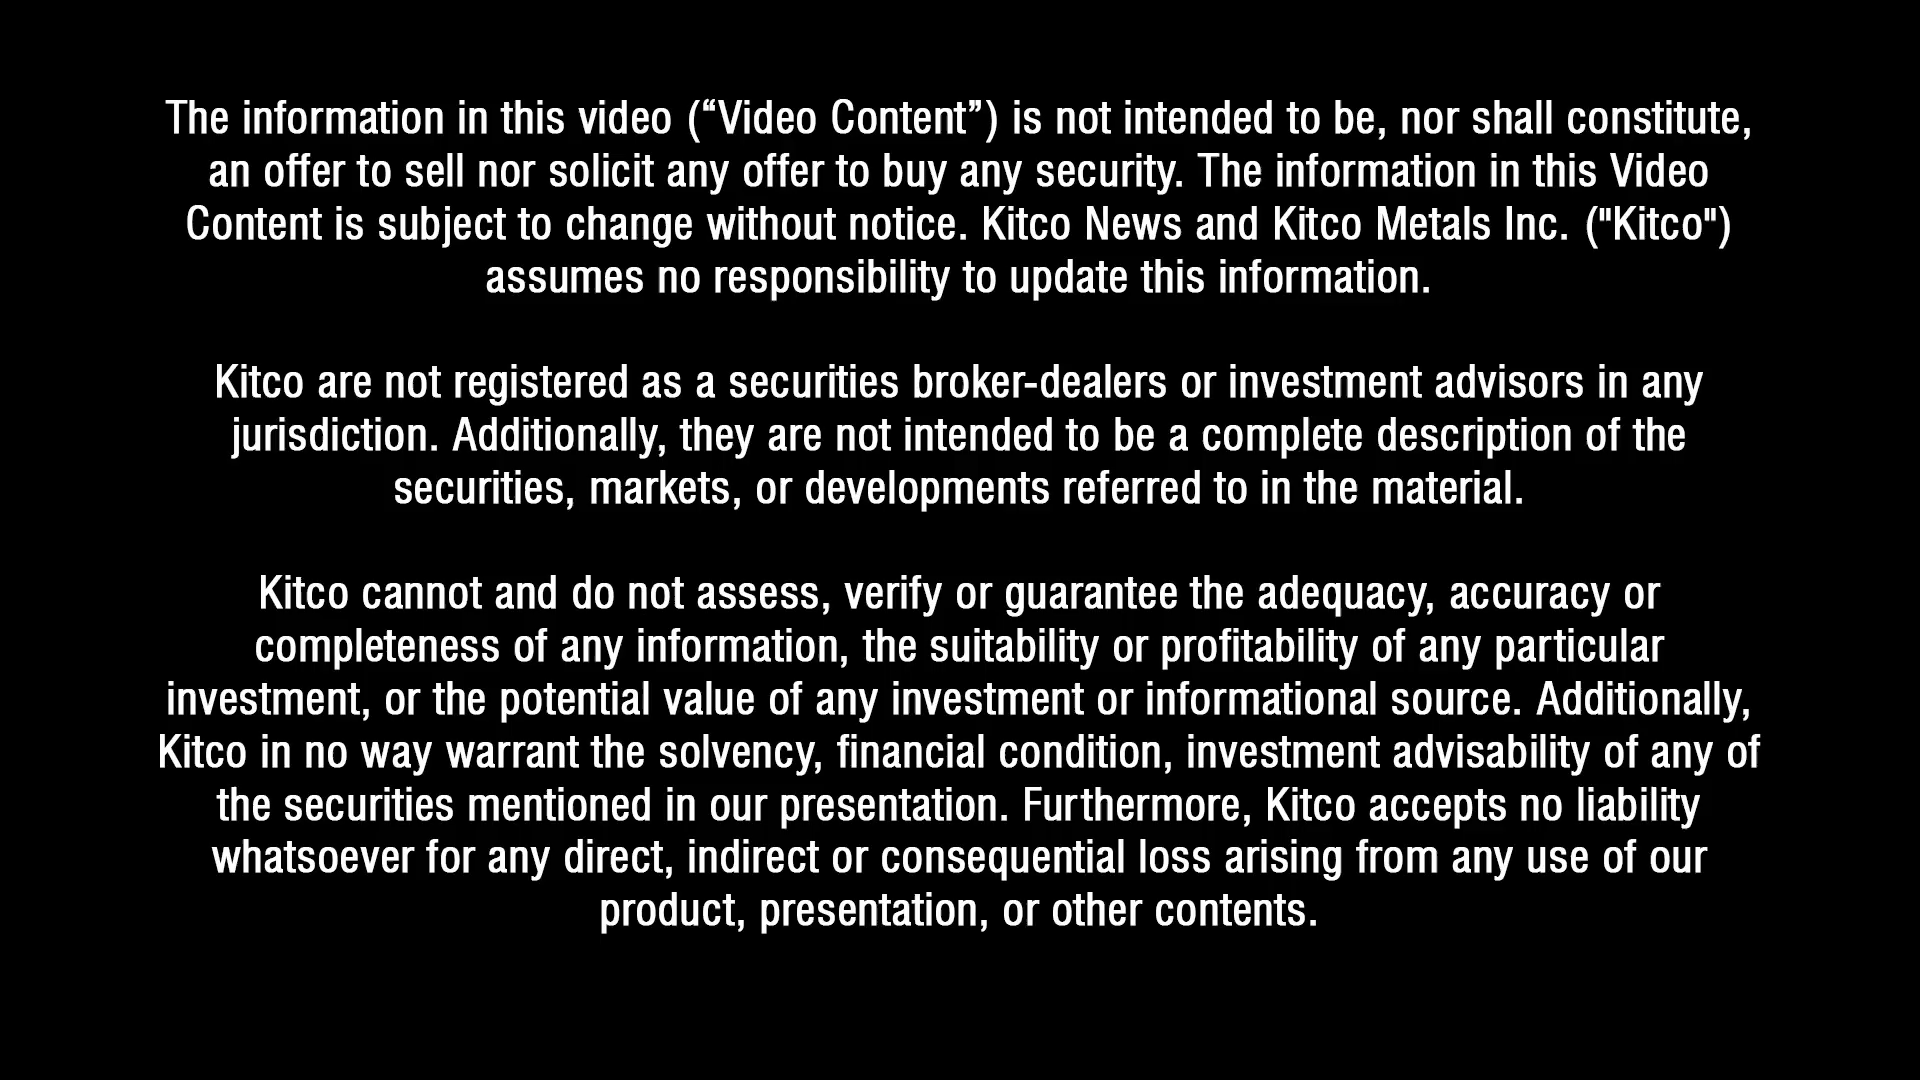 The information in this video (“Video Content”) is not intended to be, nor shall constitute,
an offer to sell nor solicit any offer to buy any security. The information in this Video
Content is subject to change without notice. Kitco News and Kitco Metals Inc. ("Kitco")
assumes no responsibility to update this information.
Kitco are not registered as a securities broker-dealers or investment advisors in any
jurisdiction. Additionally, they are not intended to be a complete description of the
securities, markets, or developments referred to in the material.
Kitco cannot and do not assess, verify or guarantee the adequacy, accuracy or
completeness of any information, the suitability or profitability of any particular
investment, or the potential value of any investment or informational source. Additionally,
Kitco in no way warrant the solvency, financial condition, investment advisability of any of
the securities mentioned in our presentation. Furthermore, Kitco accepts no liability
whatsoever for any direct, indirect or consequential loss arising from any use of our
product, presentation, or other contents.